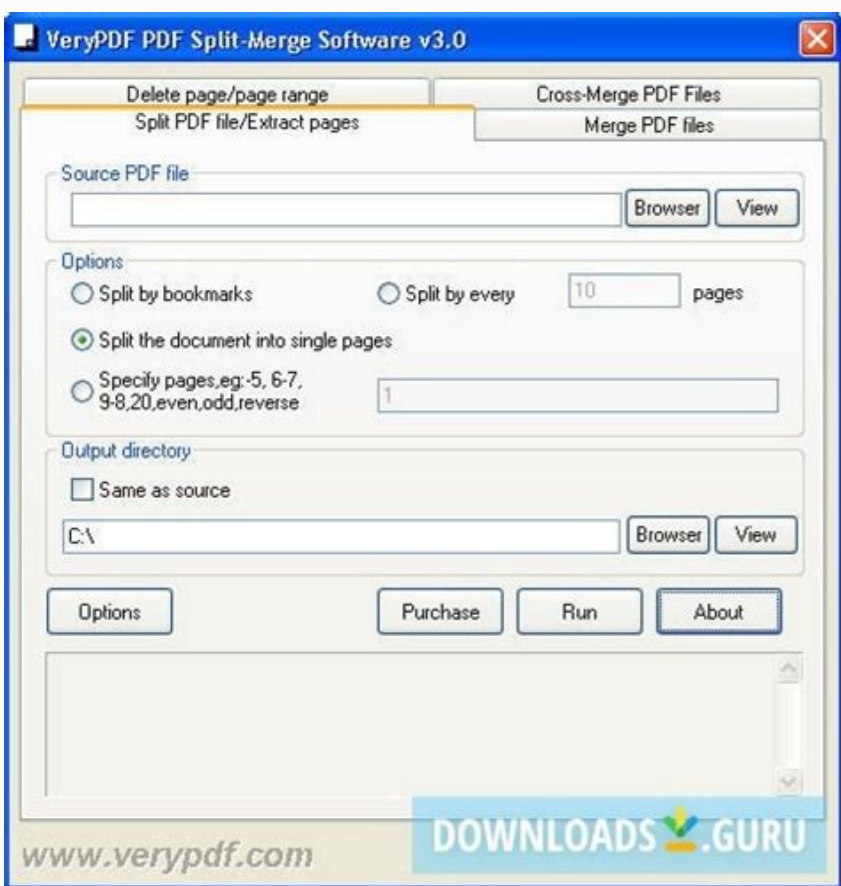 VeryPDF PDF Split-Merge Software v3.0
Delete page/page range
Cross-Merge PDF Files
Split PDF file/Extract pages
Merge PDF files
Source PDF file
Browser
View
Options
Split by bookmarks
Split by every
10
pages
Split the document into single pages
Specify pages,eg:-5, 6-7,
9-8,20,even,odd,reverse
1
Output directory
Same as source
C:\
Browser
View
Options
Purchase
Run
About
www.verypdf.com
DOWNLOADS.GURU